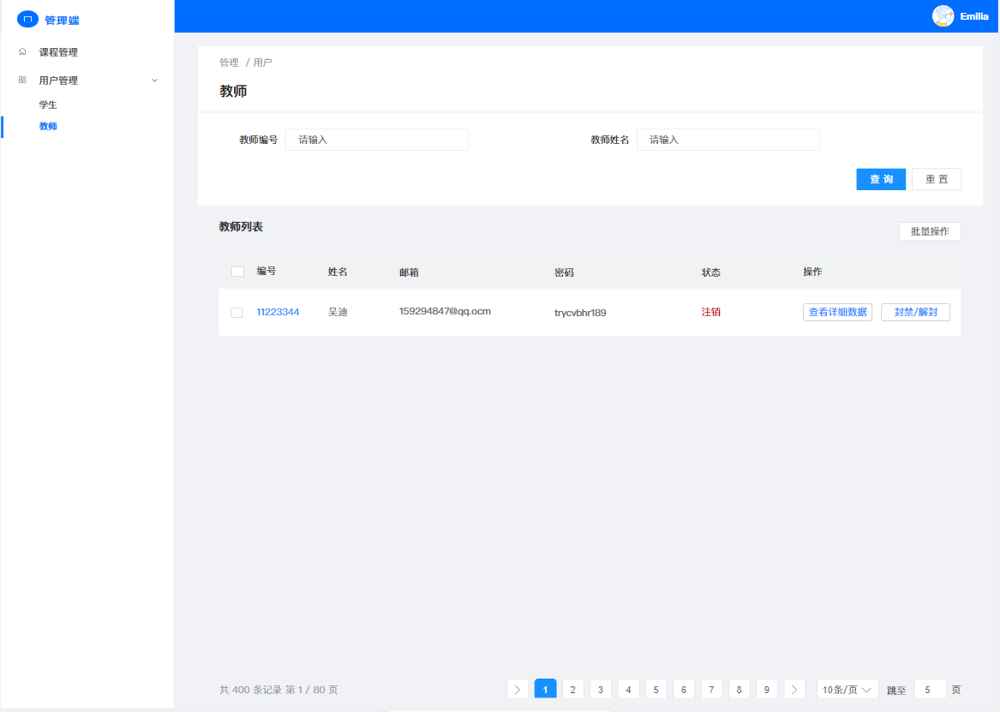 管理端
Emilia
课程管理
用户管理
学生
教师
管理 / 用户
教师
教师编号 请输入 教师姓名 请输入
查 询 重 置
教师列表 批量操作
编号 姓名 邮箱 密码 状态 操作
11223344 吴迪 159294847@qq.ocm trycvbhr189 注销 查看详细数据 封禁/解封
共 400 条记录 第 1 / 80 页 1 2 3 4 5 6 7 8 9 10条/页 跳至 5 页